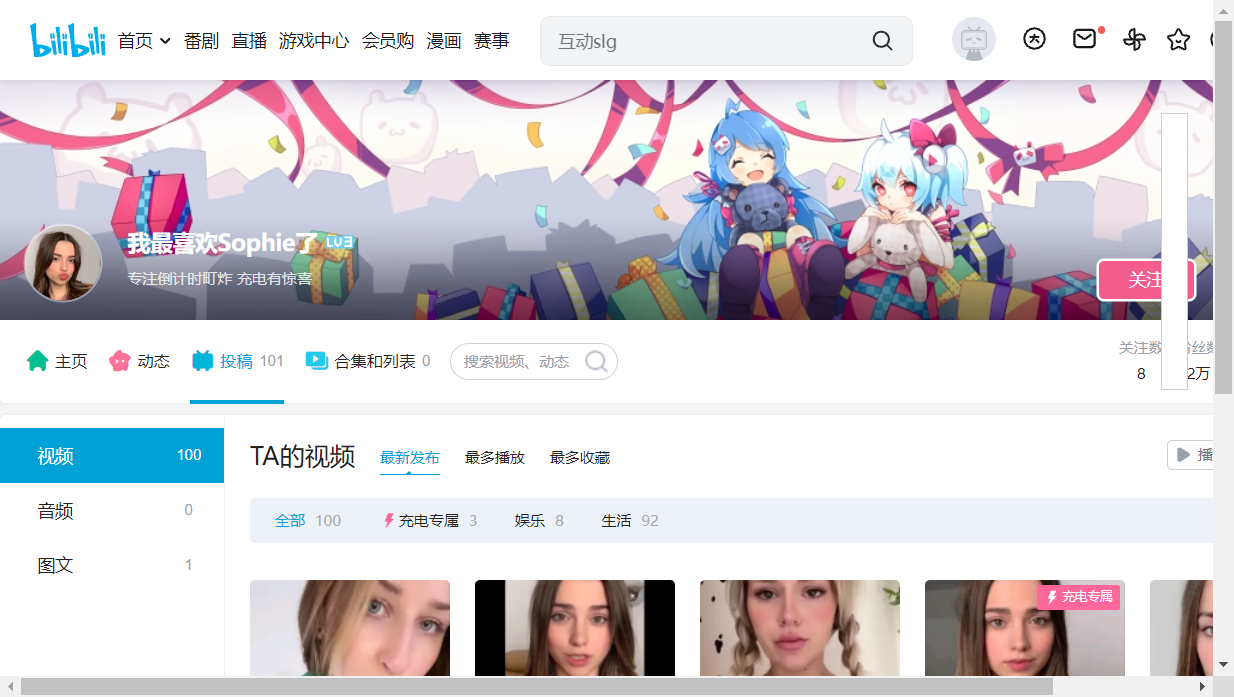 bilibili 首页 番剧 直播 游戏中心 会员购 漫画 赛事 互动slg
我最喜欢Sophie了 LV3
专注倒计时町炸 充电有惊喜
关注
主页 动态 投稿 101 合集和列表 0 搜索视频、动态 关注数 丝数
8 2万
视频 100
音频 0
图文 1
TA的视频 最新发布 最多播放 最多收藏 播
全部 100 充电专属 3 娱乐 8 生活 92
充电专属